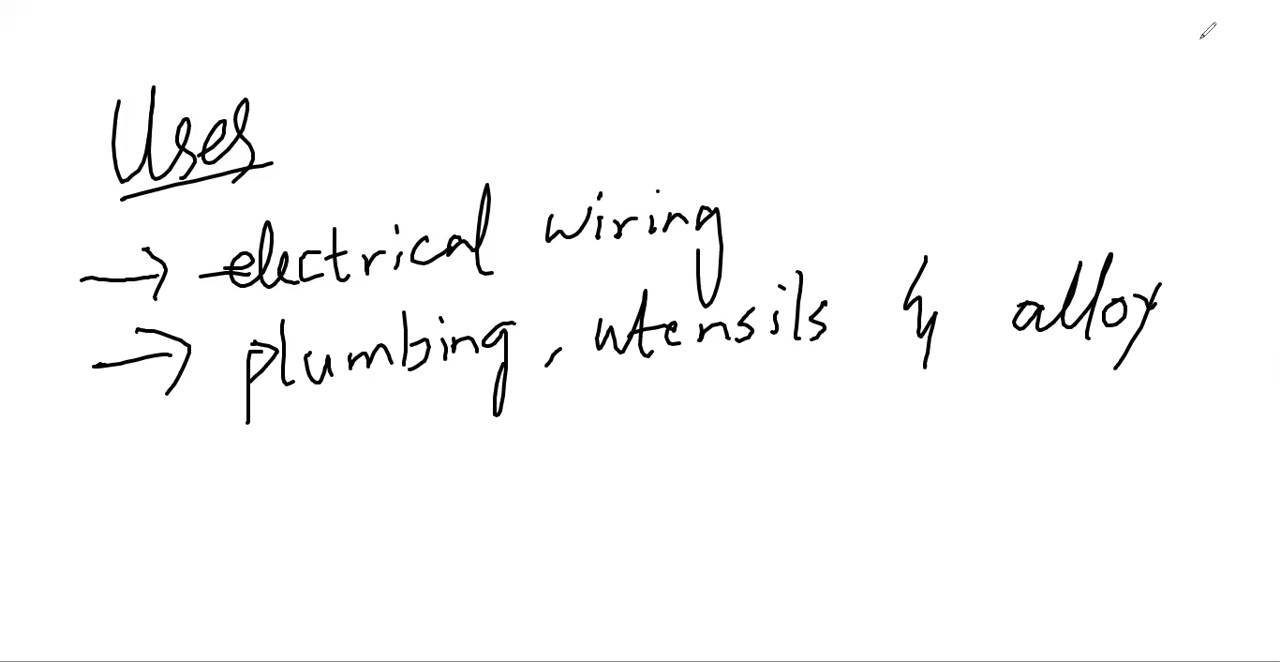 Uses
→ electrical wiring
→ plumbing, utensils & alloy